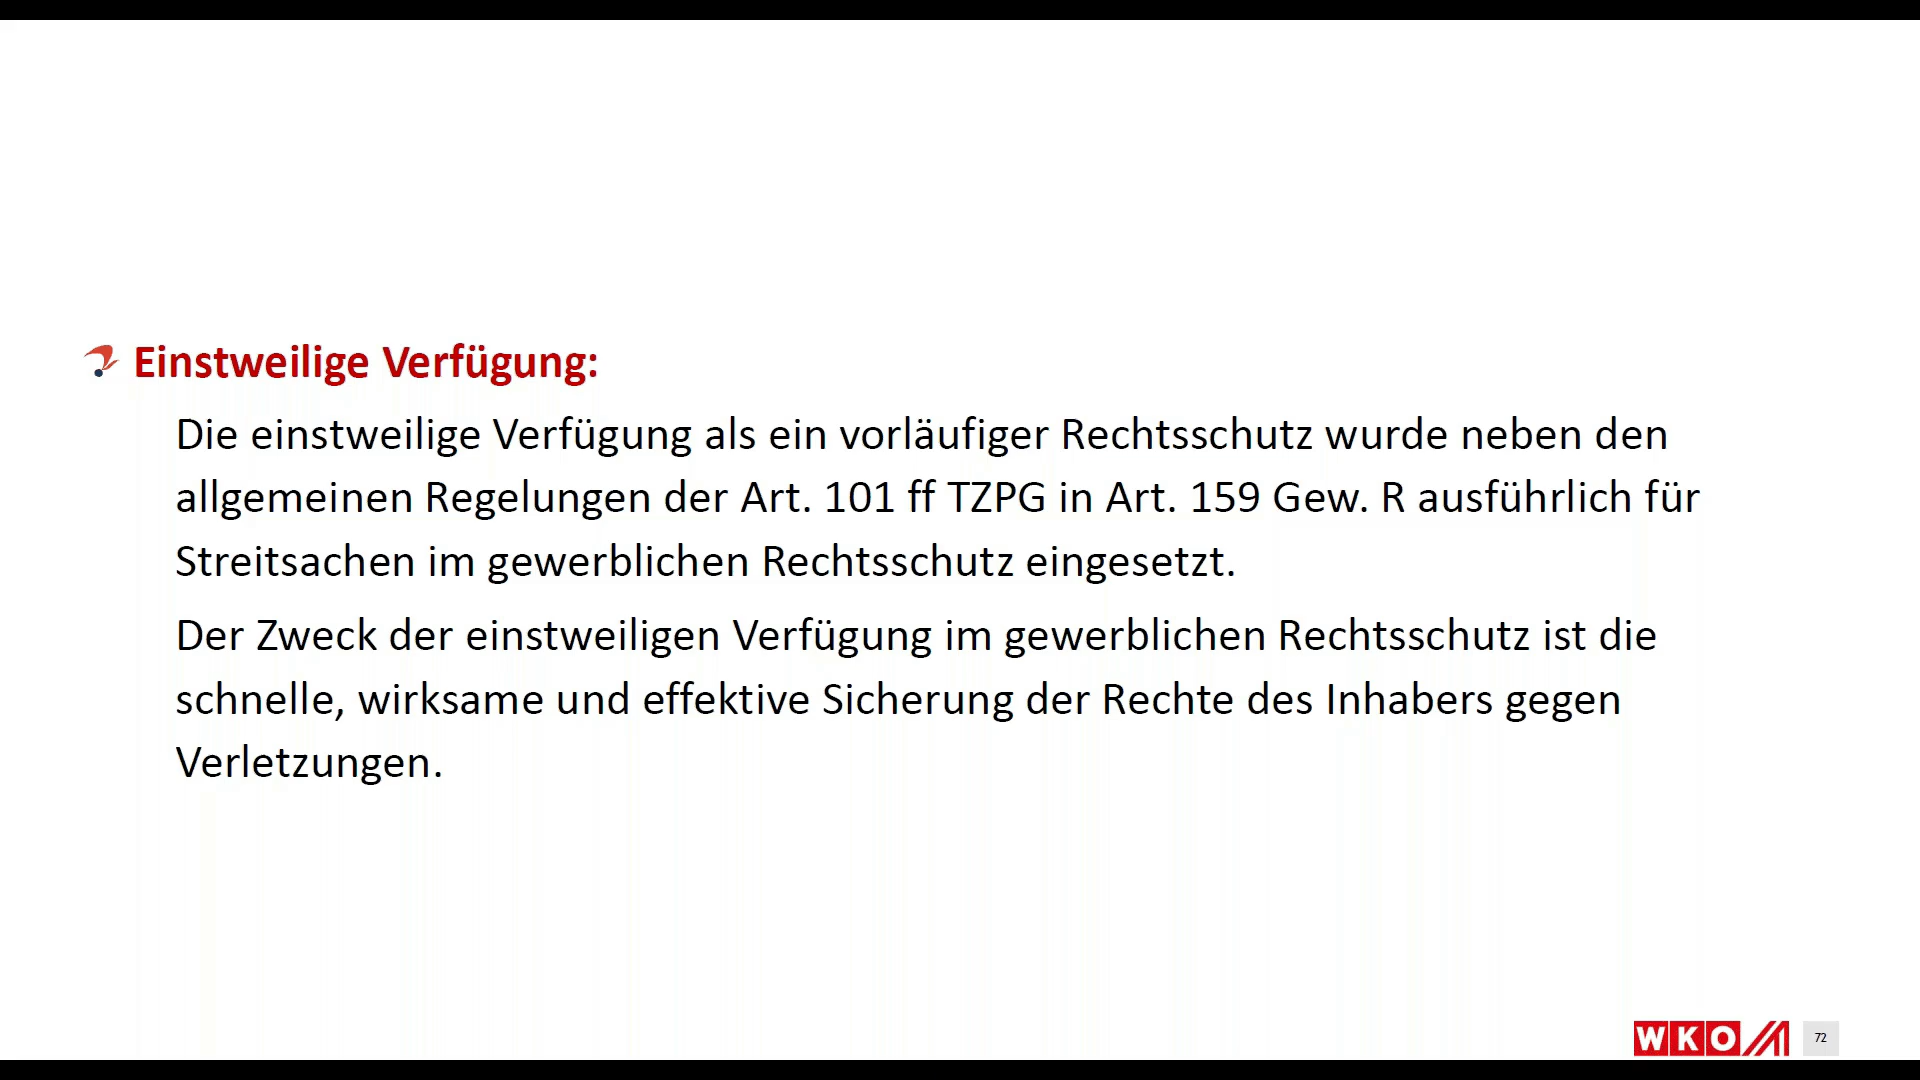 Einstweilige Verfügung:
Die einstweilige Verfügung als ein vorläufiger Rechtsschutz wurde neben den
allgemeinen Regelungen der Art. 101 ff TZPG in Art. 159 Gew. R ausführlich für
Streitsachen im gewerblichen Rechtsschutz eingesetzt.
Der Zweck der einstweiligen Verfügung im gewerblichen Rechtsschutz ist die
schnelle, wirksame und effektive Sicherung der Rechte des Inhabers gegen
Verletzungen.
WKO 72